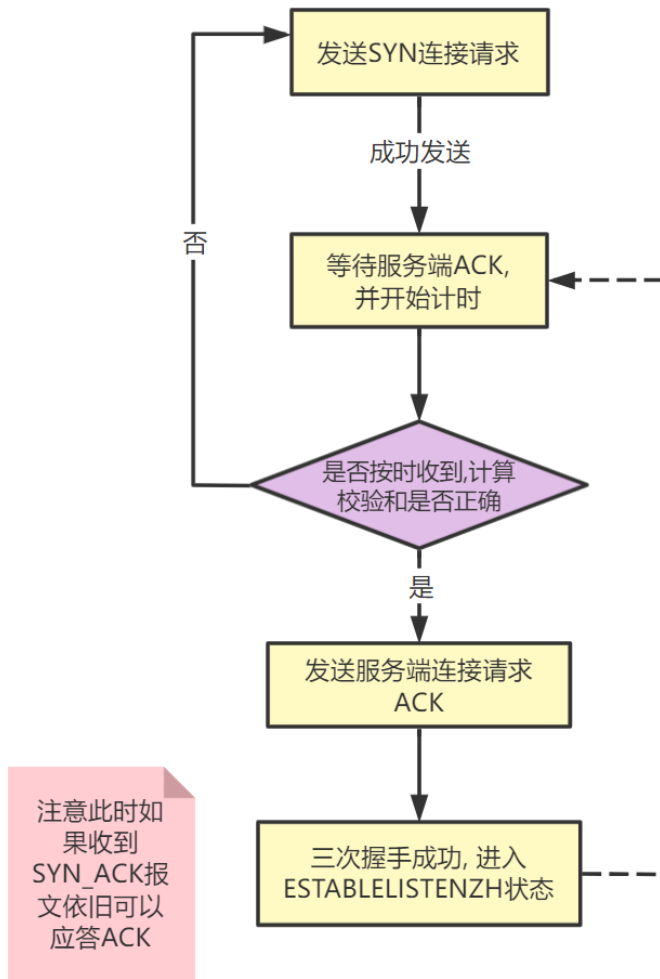 发送SYN连接请求
成功发送
否
等待服务端ACK,
并开始计时
是否按时收到,计算
校验和是否正确
是
发送服务端连接请求
ACK
注意此时如
果收到
SYN_ACK报
文依旧可以
应答ACK
三次握手成功, 进入
ESTABLELISTENZH状态